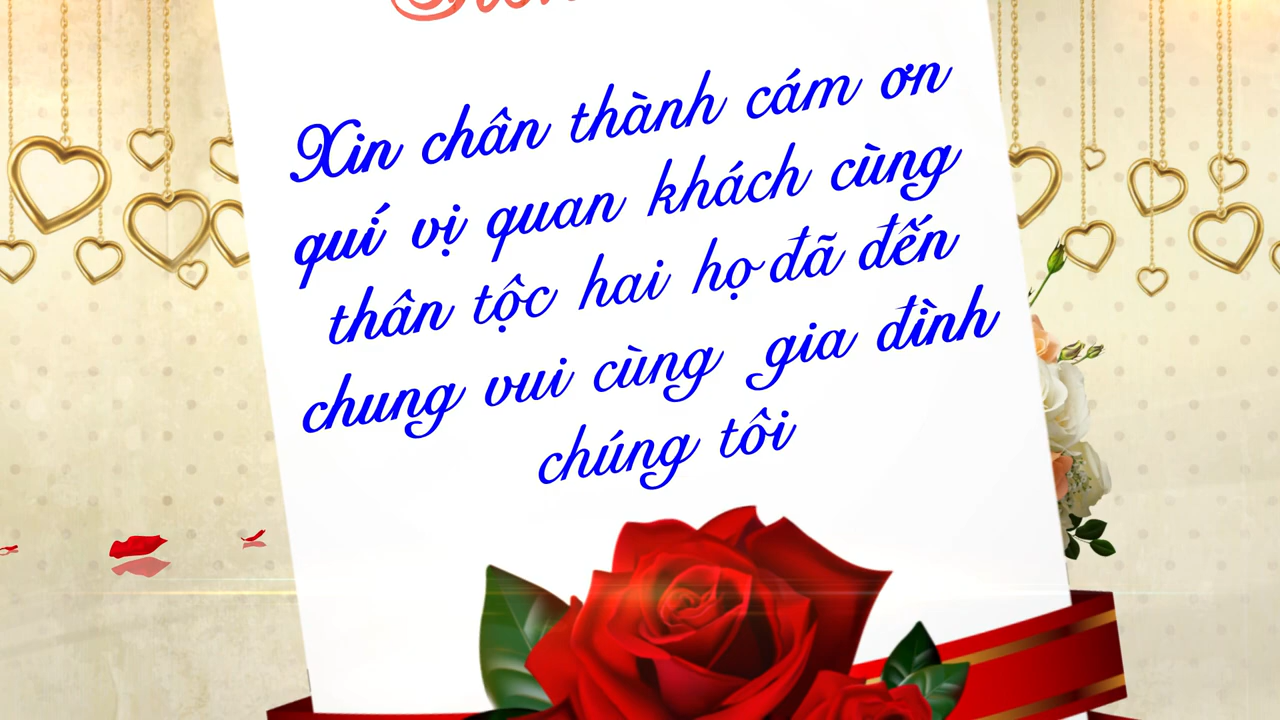 Xin chân thành cám ơn
quí vị quan khách cùng
thân tộc hai họ đã đến
chung vui cùng gia đình
chúng tôi